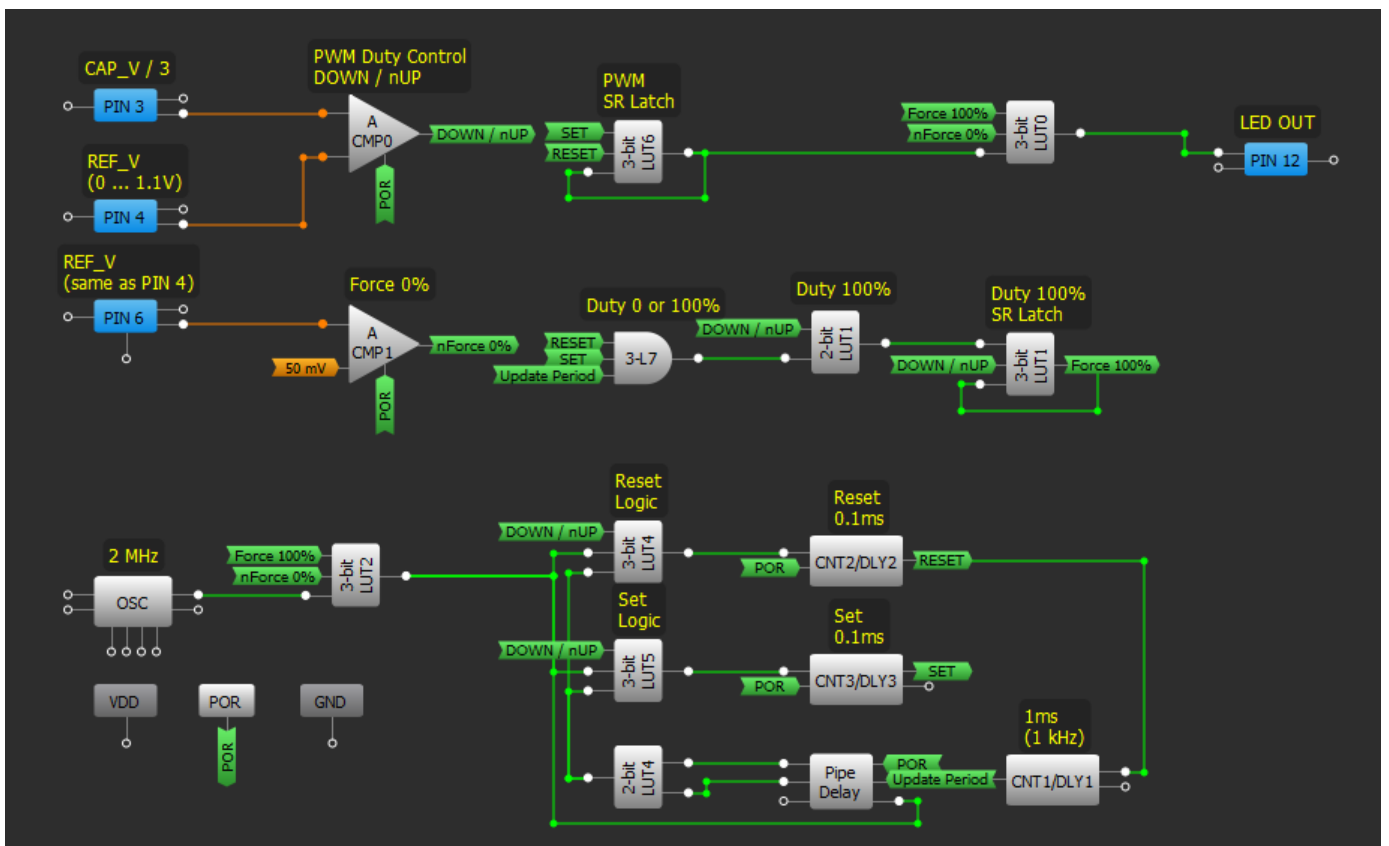 CAP_V / 3
PIN 3
REF_V
(0 ... 1.1V)
PIN 4
PWM Duty Control
DOWN / nUP
A
CMP0
DOWN / nUP
POR
PWM
SR Latch
SET
RESET
3-bit
LUT6
Force 100%
nForce 0%
3-bit
LUT0
LED OUT
PIN 12
REF_V
(same as PIN 4)
PIN 6
Force 0%
50 mV
A
CMP1
nForce 0%
POR
Duty 0 or 100%
RESET
SET
Update Period
3-L7
Duty 100%
DOWN / nUP
2-bit
LUT1
Duty 100%
SR Latch
DOWN / nUP
3-bit
LUT1
Force 100%
2 MHz
OSC
Force 100%
nForce 0%
3-bit
LUT2
Reset
Logic
DOWN / nUP
3-bit
LUT4
Reset
0.1ms
POR
CNT2/DLY2
RESET
Set
Logic
DOWN / nUP
3-bit
LUT5
Set
0.1ms
POR
CNT3/DLY3
SET
VDD
POR
GND
POR
2-bit
LUT4
Pipe
Delay
POR
Update Period
1ms
(1 kHz)
CNT1/DLY1